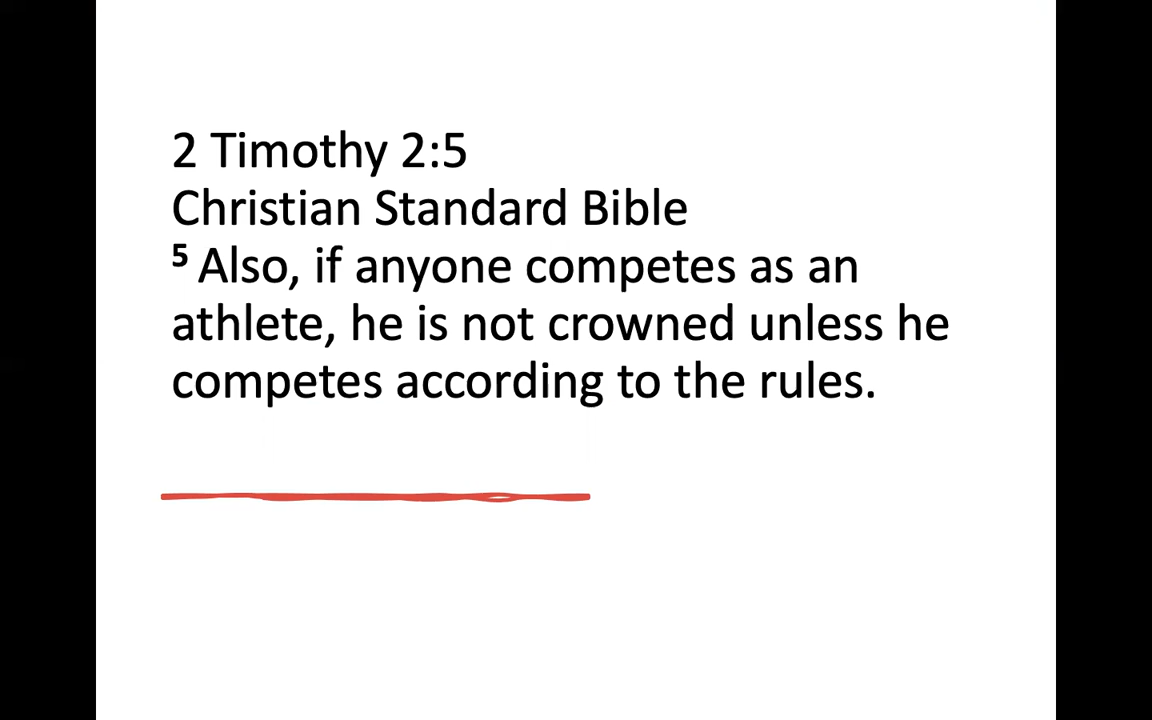 2 Timothy 2:5
Christian Standard Bible
⁵ Also, if anyone competes as an
athlete, he is not crowned unless he
competes according to the rules.